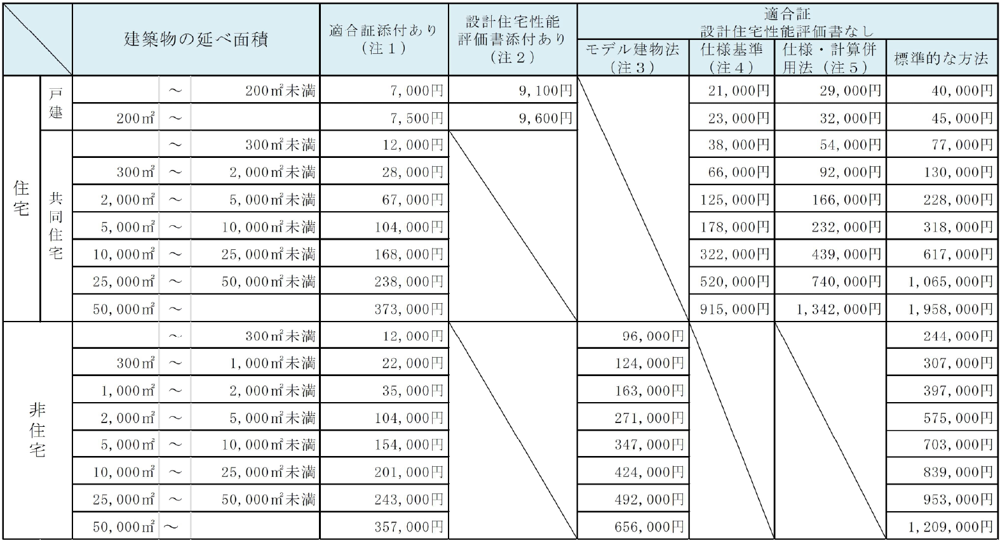 建築物の延べ面積
適合証添付あり
（注１）
設計住宅性能
評価書添付あり
（注２）
適合証
設計住宅性能評価書なし
モデル建物法
（注３）
仕様基準
（注４）
仕様・計算併
用法（注５）
標準的な方法
住宅
戸建
～ 200㎡未満 7,000円 9,100円 21,000円 29,000円 40,000円
200㎡ ～ 7,500円 9,600円 23,000円 32,000円 45,000円
共同住宅
～ 300㎡未満 12,000円 38,000円 54,000円 77,000円
300㎡ ～ 2,000㎡未満 28,000円 66,000円 92,000円 130,000円
2,000㎡ ～ 5,000㎡未満 67,000円 125,000円 166,000円 228,000円
5,000㎡ ～ 10,000㎡未満 104,000円 178,000円 232,000円 318,000円
10,000㎡ ～ 25,000㎡未満 168,000円 322,000円 439,000円 617,000円
25,000㎡ ～ 50,000㎡未満 238,000円 520,000円 740,000円 1,065,000円
50,000㎡ ～ 373,000円 915,000円 1,342,000円 1,958,000円
非住宅
～ 300㎡未満 12,000円 96,000円 244,000円
300㎡ ～ 1,000㎡未満 22,000円 124,000円 307,000円
1,000㎡ ～ 2,000㎡未満 35,000円 163,000円 397,000円
2,000㎡ ～ 5,000㎡未満 104,000円 271,000円 575,000円
5,000㎡ ～ 10,000㎡未満 154,000円 347,000円 703,000円
10,000㎡ ～ 25,000㎡未満 201,000円 424,000円 839,000円
25,000㎡ ～ 50,000㎡未満 243,000円 492,000円 953,000円
50,000㎡ ～ 357,000円 656,000円 1,209,000円